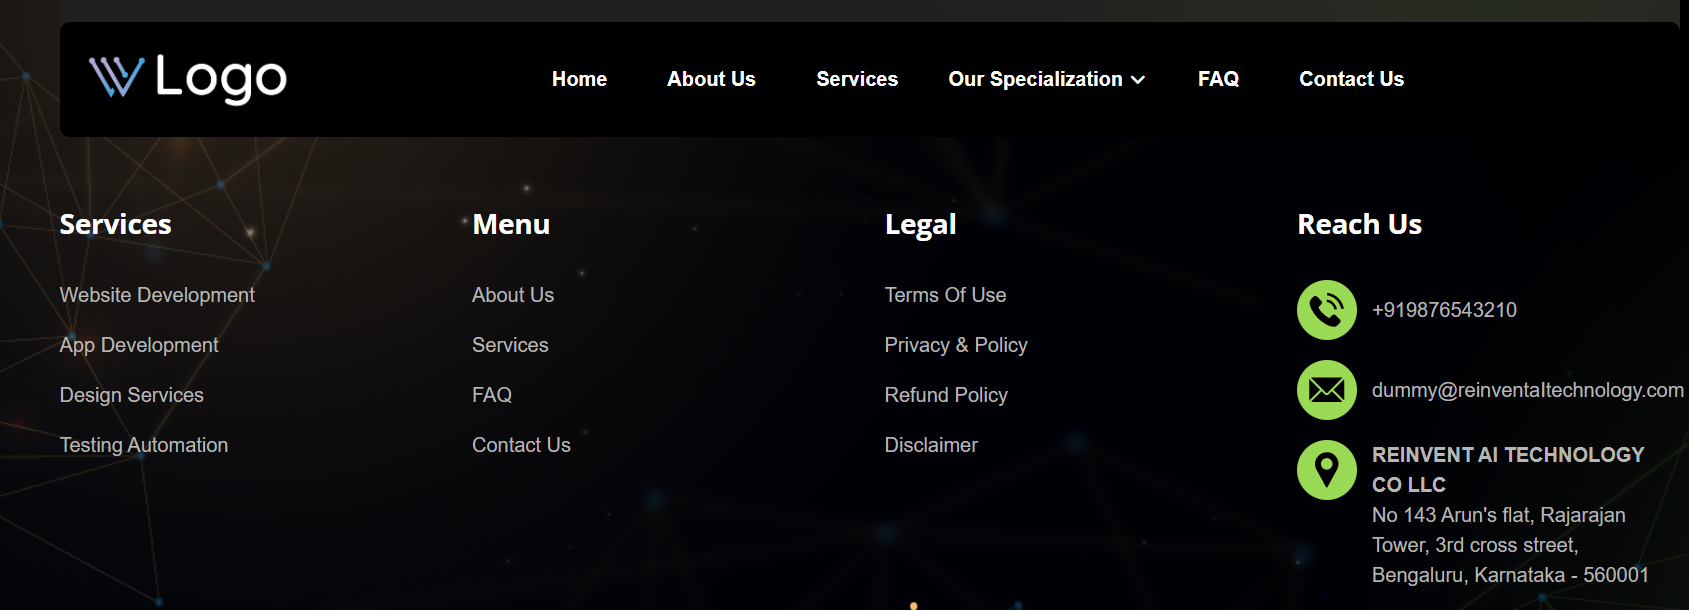 Logo
Home About Us Services Our Specialization FAQ Contact Us
Services
Website Development
App Development
Design Services
Testing Automation
Menu
About Us
Services
FAQ
Contact Us
Legal
Terms Of Use
Privacy & Policy
Refund Policy
Disclaimer
Reach Us
+919876543210
dummy@reinventaltechnology.com
REINVENT AI TECHNOLOGY
CO LLC
No 143 Arun's flat, Rajarajan
Tower, 3rd cross street,
Bengaluru, Karnataka - 560001